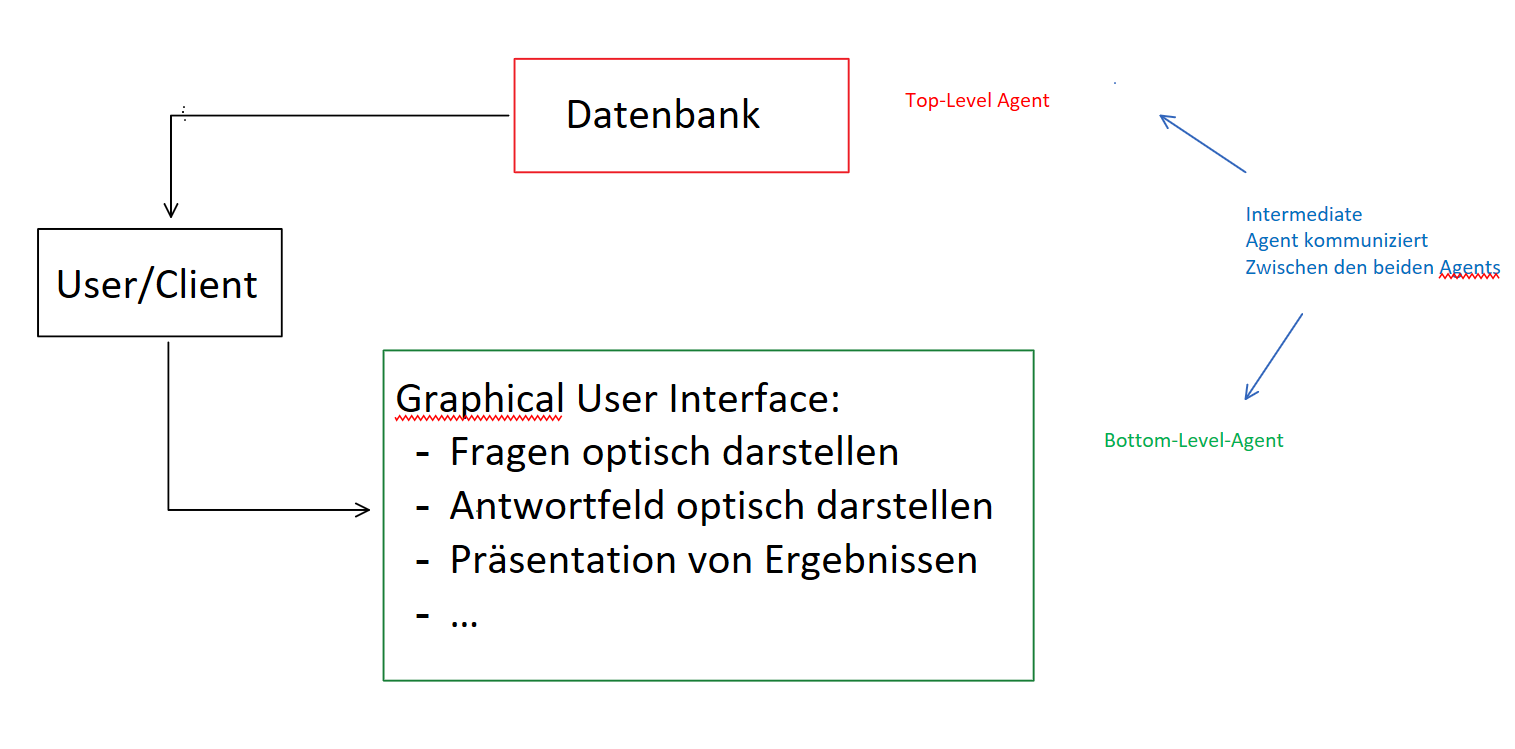 Datenbank
Top-Level Agent
User/Client
Intermediate
Agent kommuniziert
Zwischen den beiden Agents
Graphical User Interface:
- Fragen optisch darstellen
- Antwortfeld optisch darstellen
- Präsentation von Ergebnissen
- ...
Bottom-Level-Agent